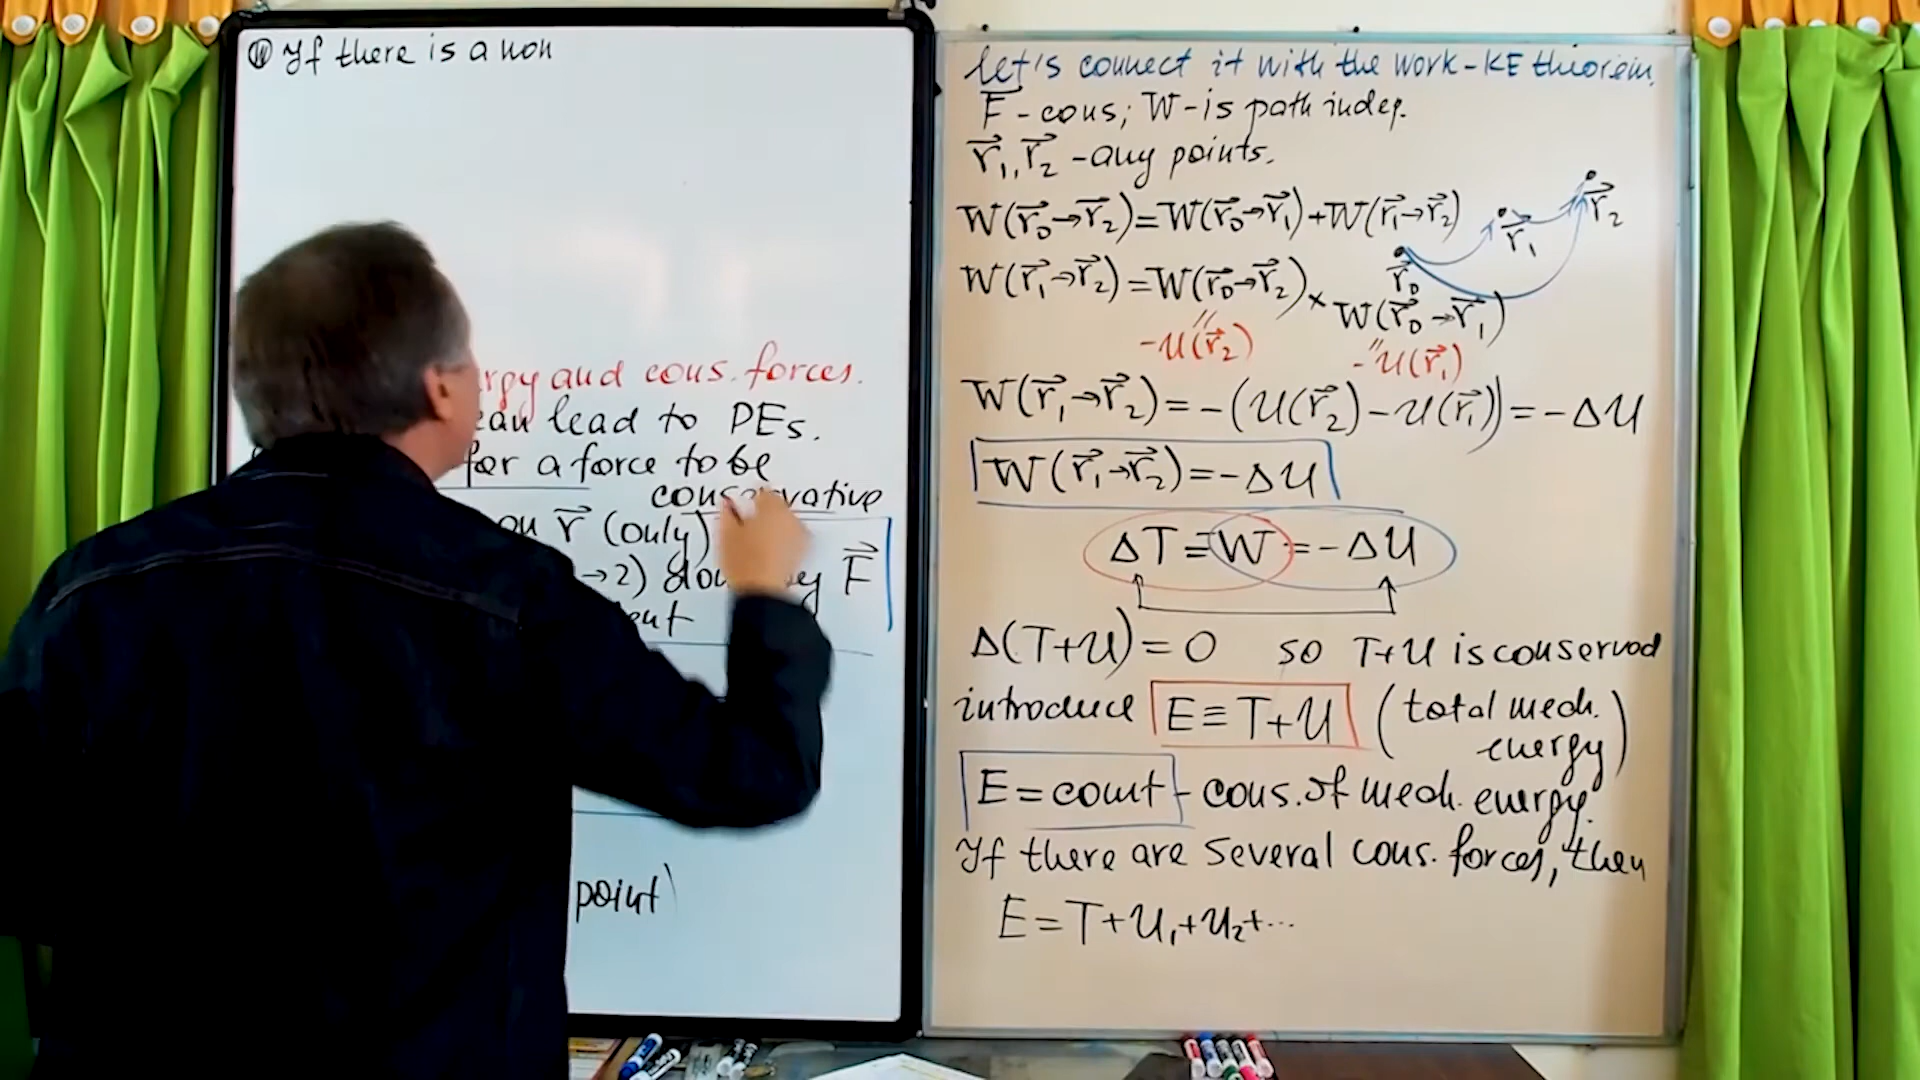 If there is a non
rgy and cons. forces.
can lead to PEs.
for a force to be
conservative
on r⃗ (only)
→2) by F⃗
ent
point)
let's connect it with the work-KE theorem.
F - cons; W - is path indep.
r⃗₁, r⃗₂ - any points.
W(r⃗₀→r⃗₂)=W(r⃗₀→r⃗₁)+W(r⃗₁→r⃗₂)
r⃗₂
r⃗₁
r⃗₀
W(r⃗₁→r⃗₂)=W(r⃗₀→r⃗₂)
W(r⃗₀→r⃗₁)
-U(r⃗₂) -U(r⃗₁)
W(r⃗₁→r⃗₂)=-(U(r⃗₂)-U(r⃗₁))=-ΔU
W(r⃗₁→r⃗₂)=-ΔU
ΔT=W=-ΔU
Δ(T+U)=0 so T+U is conserved
introduce E≡T+U (total mech. energy)
E=const - cons. of mech. energy.
If there are several cons. forces, then
E=T+U₁+U₂+...